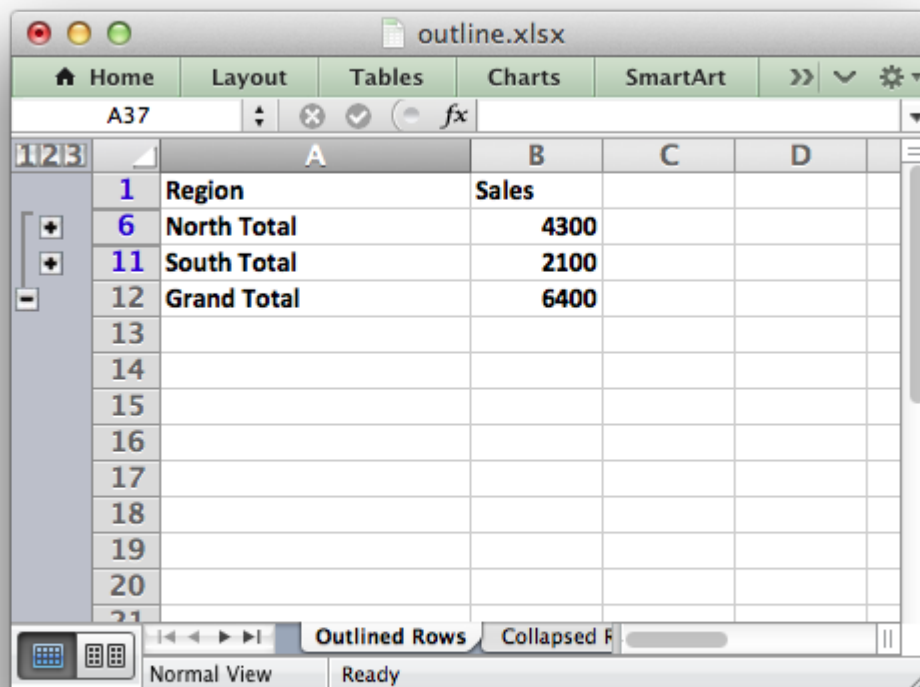 outline.xlsx
Home Layout Tables Charts SmartArt
A37 fx
1 2 3 A B C D
1 Region Sales
6 North Total 4300
11 South Total 2100
12 Grand Total 6400
13
14
15
16
17
18
19
20
21
Outlined Rows Collapsed R
Normal View Ready